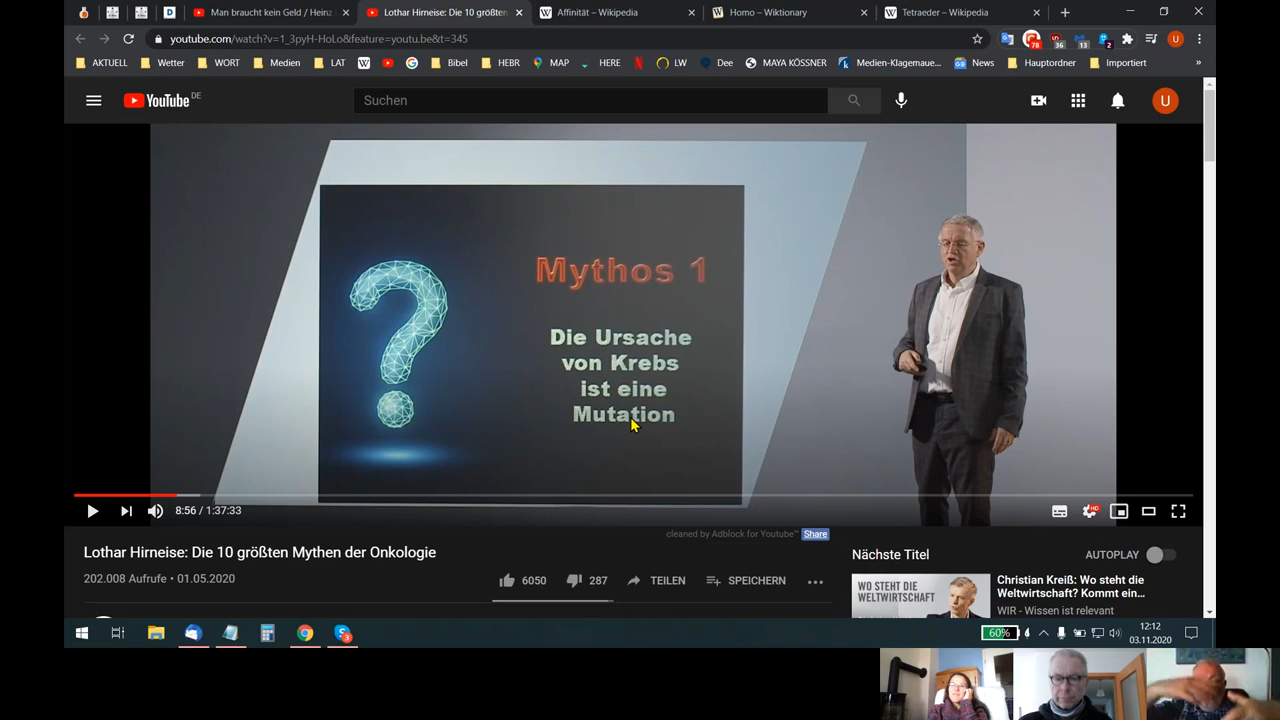 Man braucht kein Geld / Heinz
Lothar Hirneise: Die 10 größten
Affinität – Wikipedia
Homo – Wiktionary
Tetraeder – Wikipedia
youtube.com/watch?v=1_3pyH-HoLo&feature=youtu.be&t=345
78
36
13
2
U
AKTUELL
Wetter
WORT
Medien
LAT
Bibel
HEBR
MAP
HERE
LW
Dee
MAYA KÖSSNER
Medien-Klagemaue...
News
Hauptordner
Importiert
»
YouTube DE
Suchen
U
?
Mythos 1
Die Ursache
von Krebs
ist eine
Mutation
8:56 / 1:37:33
HD
cleaned by Adblock for Youtube™ Share
Lothar Hirneise: Die 10 größten Mythen der Onkologie
202.008 Aufrufe • 01.05.2020
6050
287
TEILEN
SPEICHERN
Nächste Titel
AUTOPLAY
WO STEHT DIE
WELTWIRTSCHAFT
Christian Kreiß: Wo steht die
Weltwirtschaft? Kommt ein...
WIR - Wissen ist relevant
60%
12:12
03.11.2020